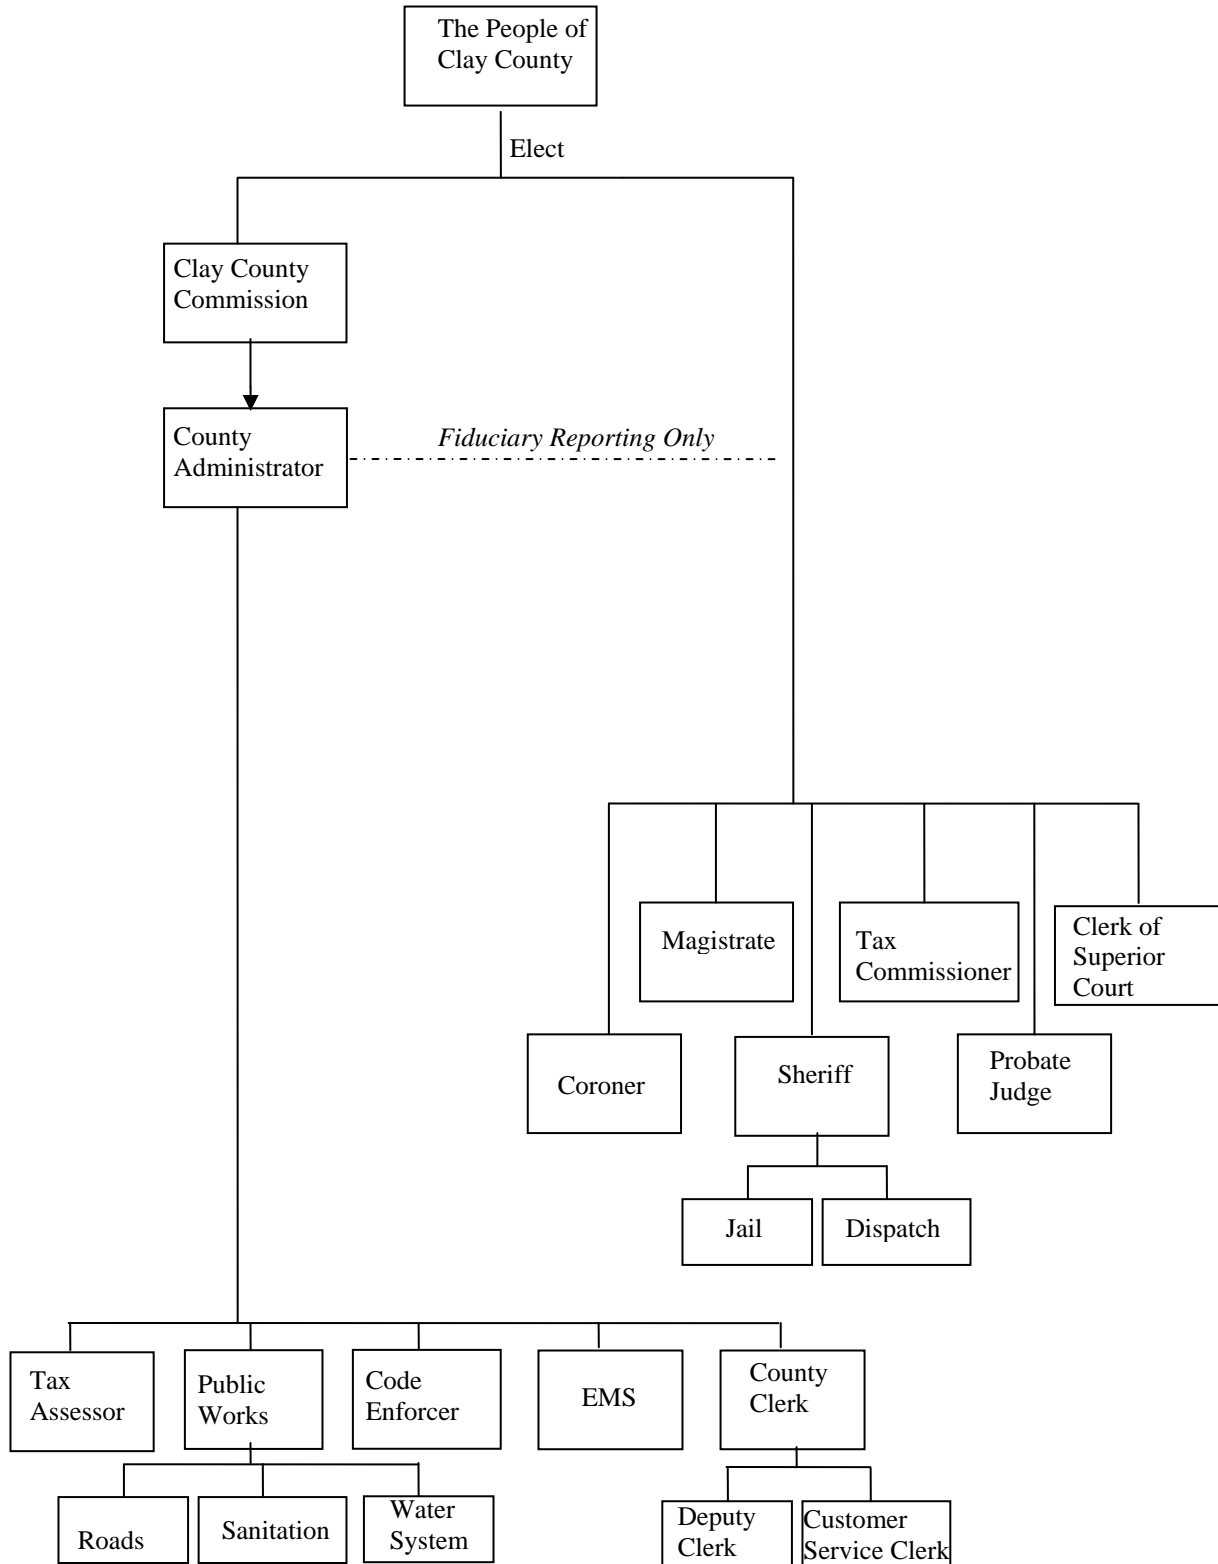 The People of
Clay County
Elect
Clay County
Commission
County
Administrator
Fiduciary Reporting Only
Magistrate
Tax
Commissioner
Clerk of
Superior
Court
Coroner
Sheriff
Probate
Judge
Jail
Dispatch
Tax
Assessor
Public
Works
Code
Enforcer
EMS
County
Clerk
Roads
Sanitation
Water
System
Deputy
Clerk
Customer
Service Clerk